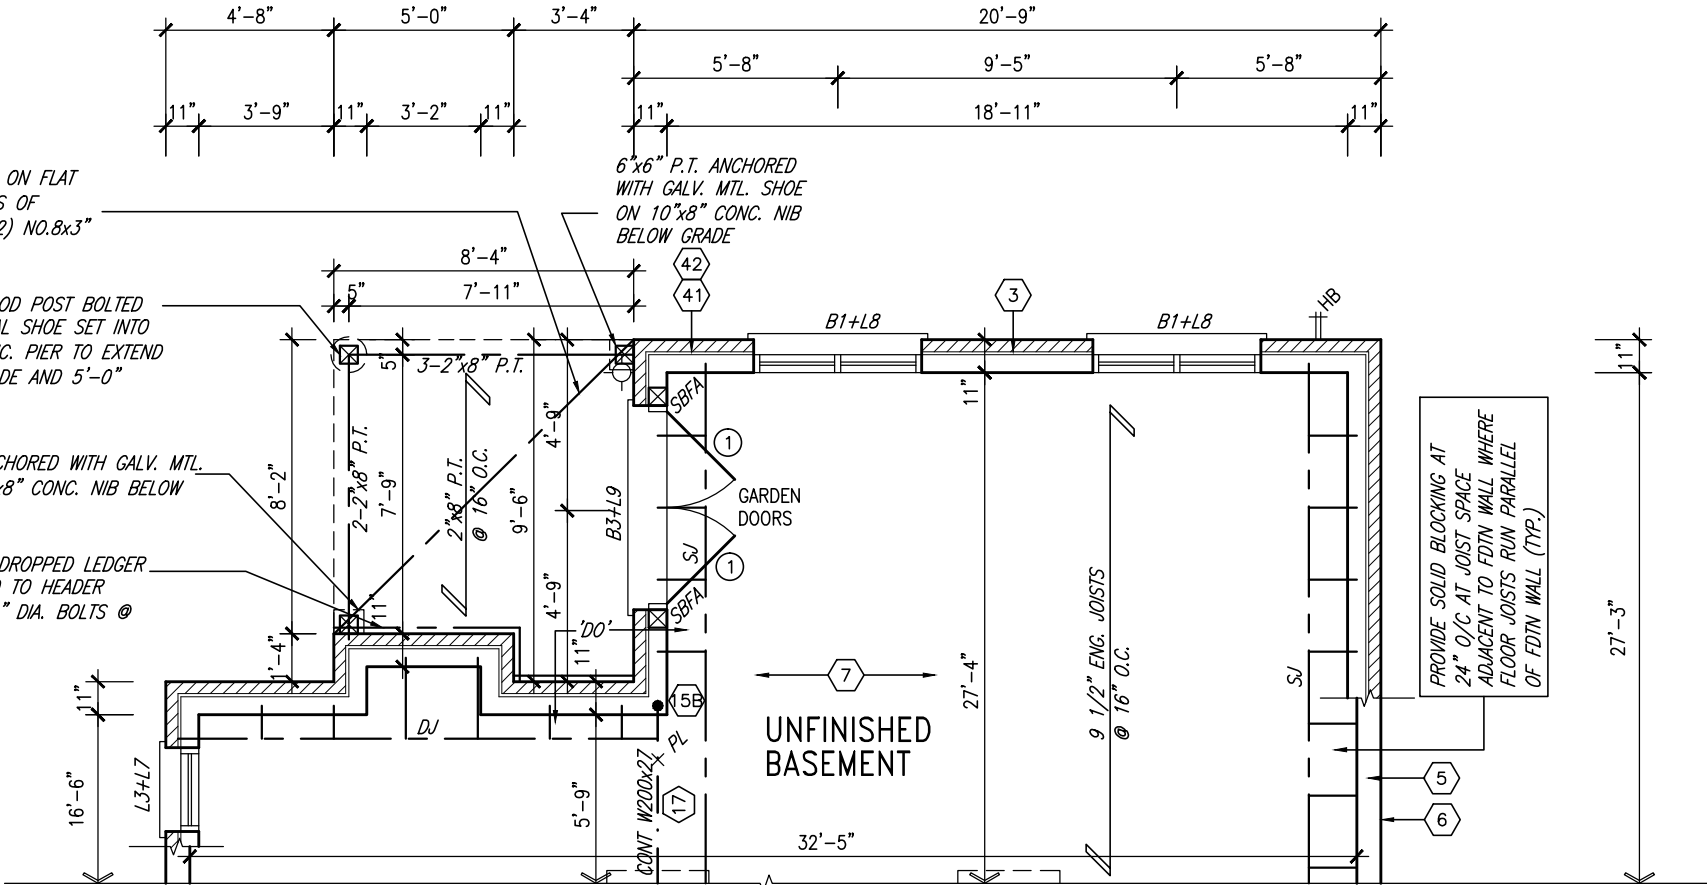 4'-8" 5'-0" 3'-4" 20'-9"
5'-8" 9'-5" 5'-8"
11" 3'-9" 11" 3'-2" 11" 11" 18'-11" 11"
ON FLAT
S OF
2) NO.8x3"
6"x6" P.T. ANCHORED
WITH GALV. MTL. SHOE
ON 10"x8" CONC. NIB
BELOW GRADE
8'-4"
5" 7'-11"
42
41
3
HB
OD POST BOLTED
AL SHOE SET INTO
C. PIER TO EXTEND
DE AND 5'-0"
B1+L8
B1+L8
5"
3-2"x8" P.T.
11"
11"
SBFA
1
4'-9"
CHORED WITH GALV. MTL.
x8" CONC. NIB BELOW
8'-2"
2-2"x8" P.T.
7'-9"
2"x8" P.T.
@ 16" O.C.
9'-6"
B3+L9
GARDEN
DOORS
SJ
1
SBFA
DROPPED LEDGER
D TO HEADER
" DIA. BOLTS @
11"
4'-9"
'DO'
1'-4"
11"
11"
7
15B
DJ
PL
UNFINISHED
BASEMENT
27'-4"
9 1/2" ENG. JOISTS
@ 16" O.C.
SJ
PROVIDE SOLID BLOCKING AT
24" O/C AT JOIST SPACE
ADJACENT TO FDTN WALL WHERE
FLOOR JOISTS RUN PARALLEL
OF FDTN WALL (TYP.)
27'-3"
16'-6"
L3+L7
5'-9"
CONT. W200x27
17
5
6
32'-5"